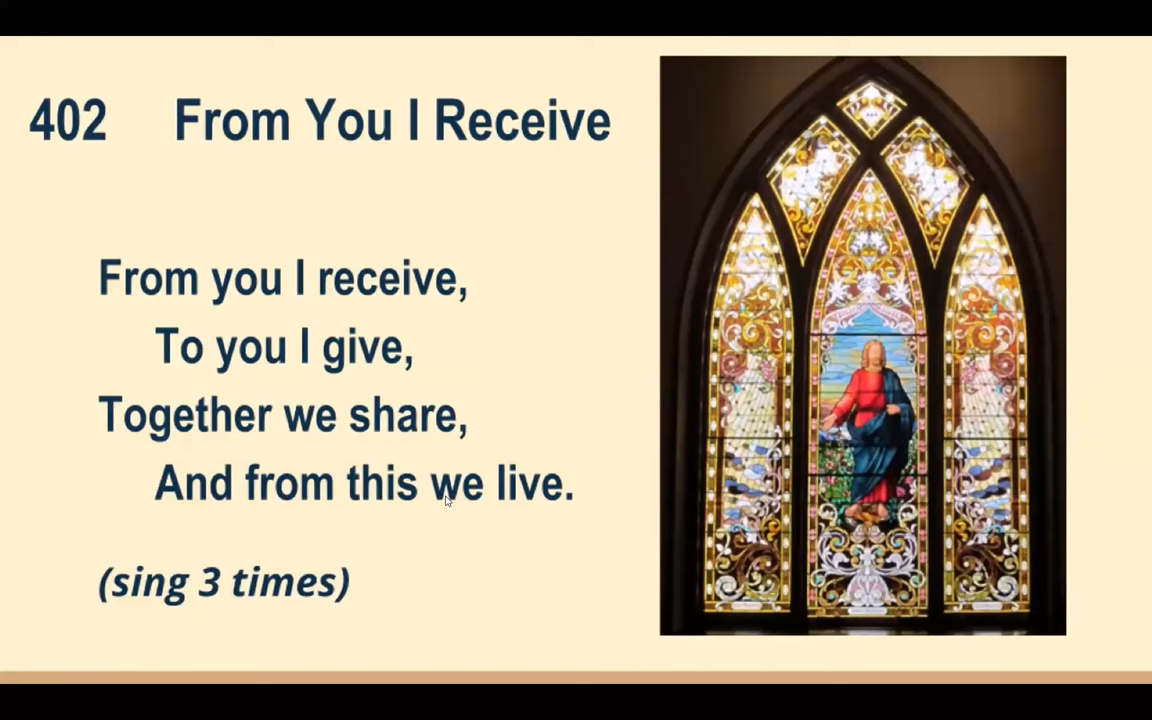 402 From You I Receive
From you I receive,
To you I give,
Together we share,
And from this we live.
(sing 3 times)